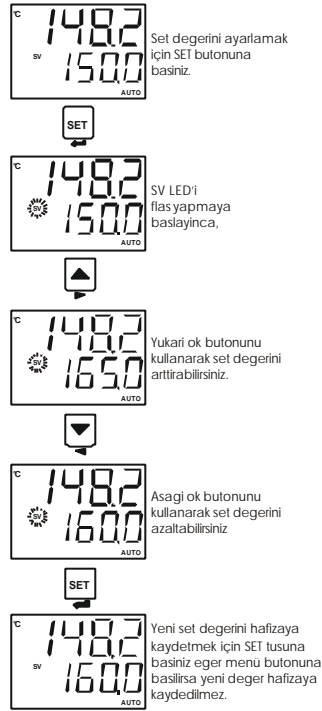 °C
148.2
SV
150.0
AUTO
Set degerini ayarlamak
için SET butonuna
basiniz.
SET
°C
148.2
SV
150.0
AUTO
SV LED'i
flas yapmaya
baslayinca,
°C
148.2
SV
165.0
AUTO
Yukari ok butonunu
kullanarak set degerini
arttirabilirsiniz.
°C
148.2
SV
160.0
AUTO
Asagi ok butonunu
kullanarak set degerini
azaltabilirsiniz
SET
°C
148.2
SV
160.0
AUTO
Yeni set degerini hafizaya
kaydetmek için SET tusuna
basiniz eger menü butonuna
basilirsa yeni deger hafizaya
kaydedilmez.